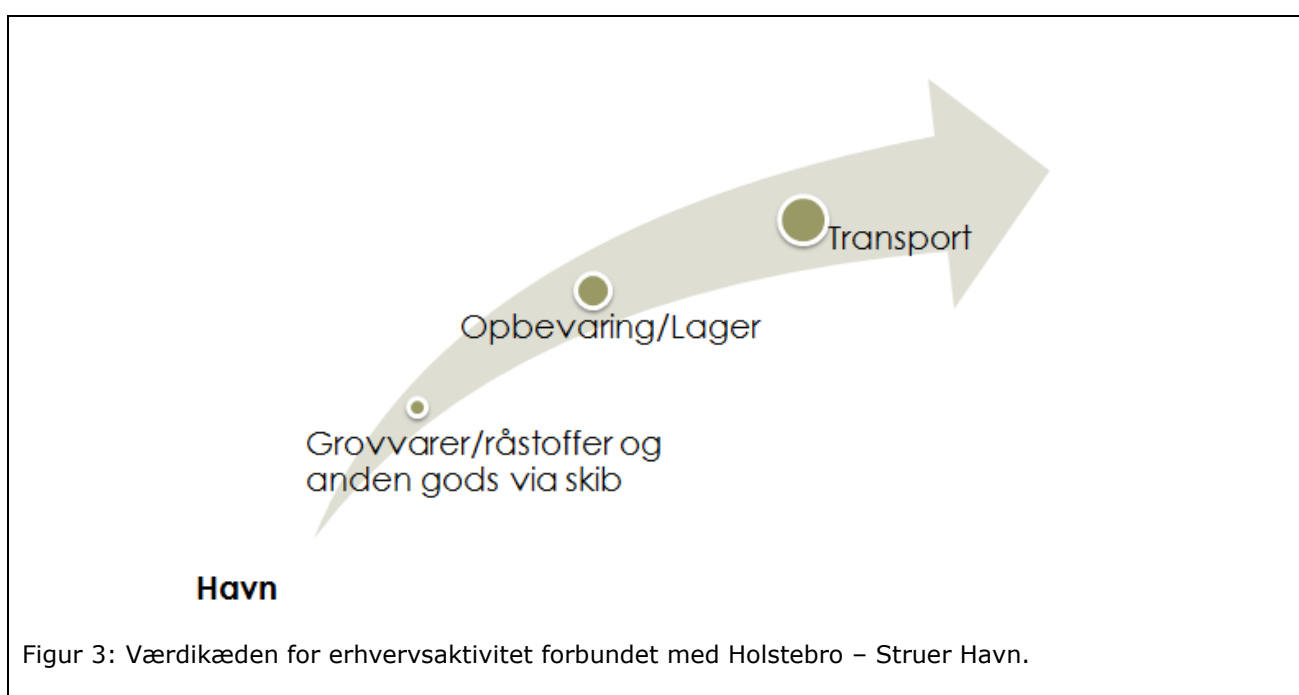 Transport
Opbevaring/Lager
Grovvarer/råstoffer og
anden gods via skib
Havn
Figur 3: Værdikæden for erhvervsaktivitet forbundet med Holstebro – Struer Havn.